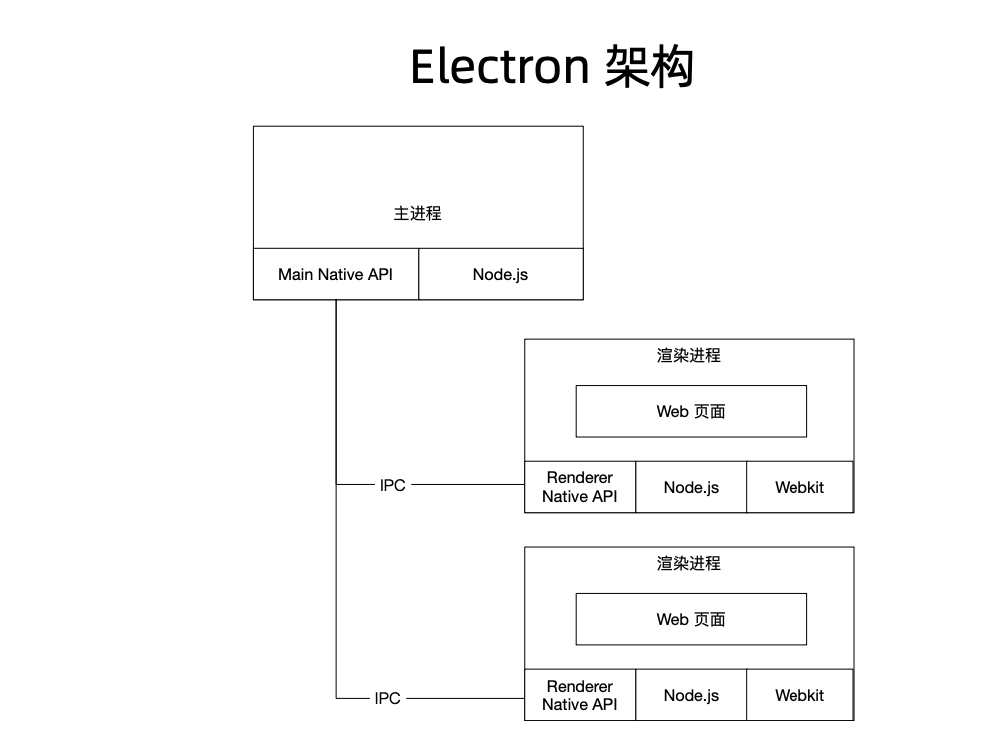 Electron 架构
主进程
Main Native API
Node.js
渲染进程
Web 页面
IPC
Renderer
Native API
Node.js
Webkit
渲染进程
Web 页面
IPC
Renderer
Native API
Node.js
Webkit